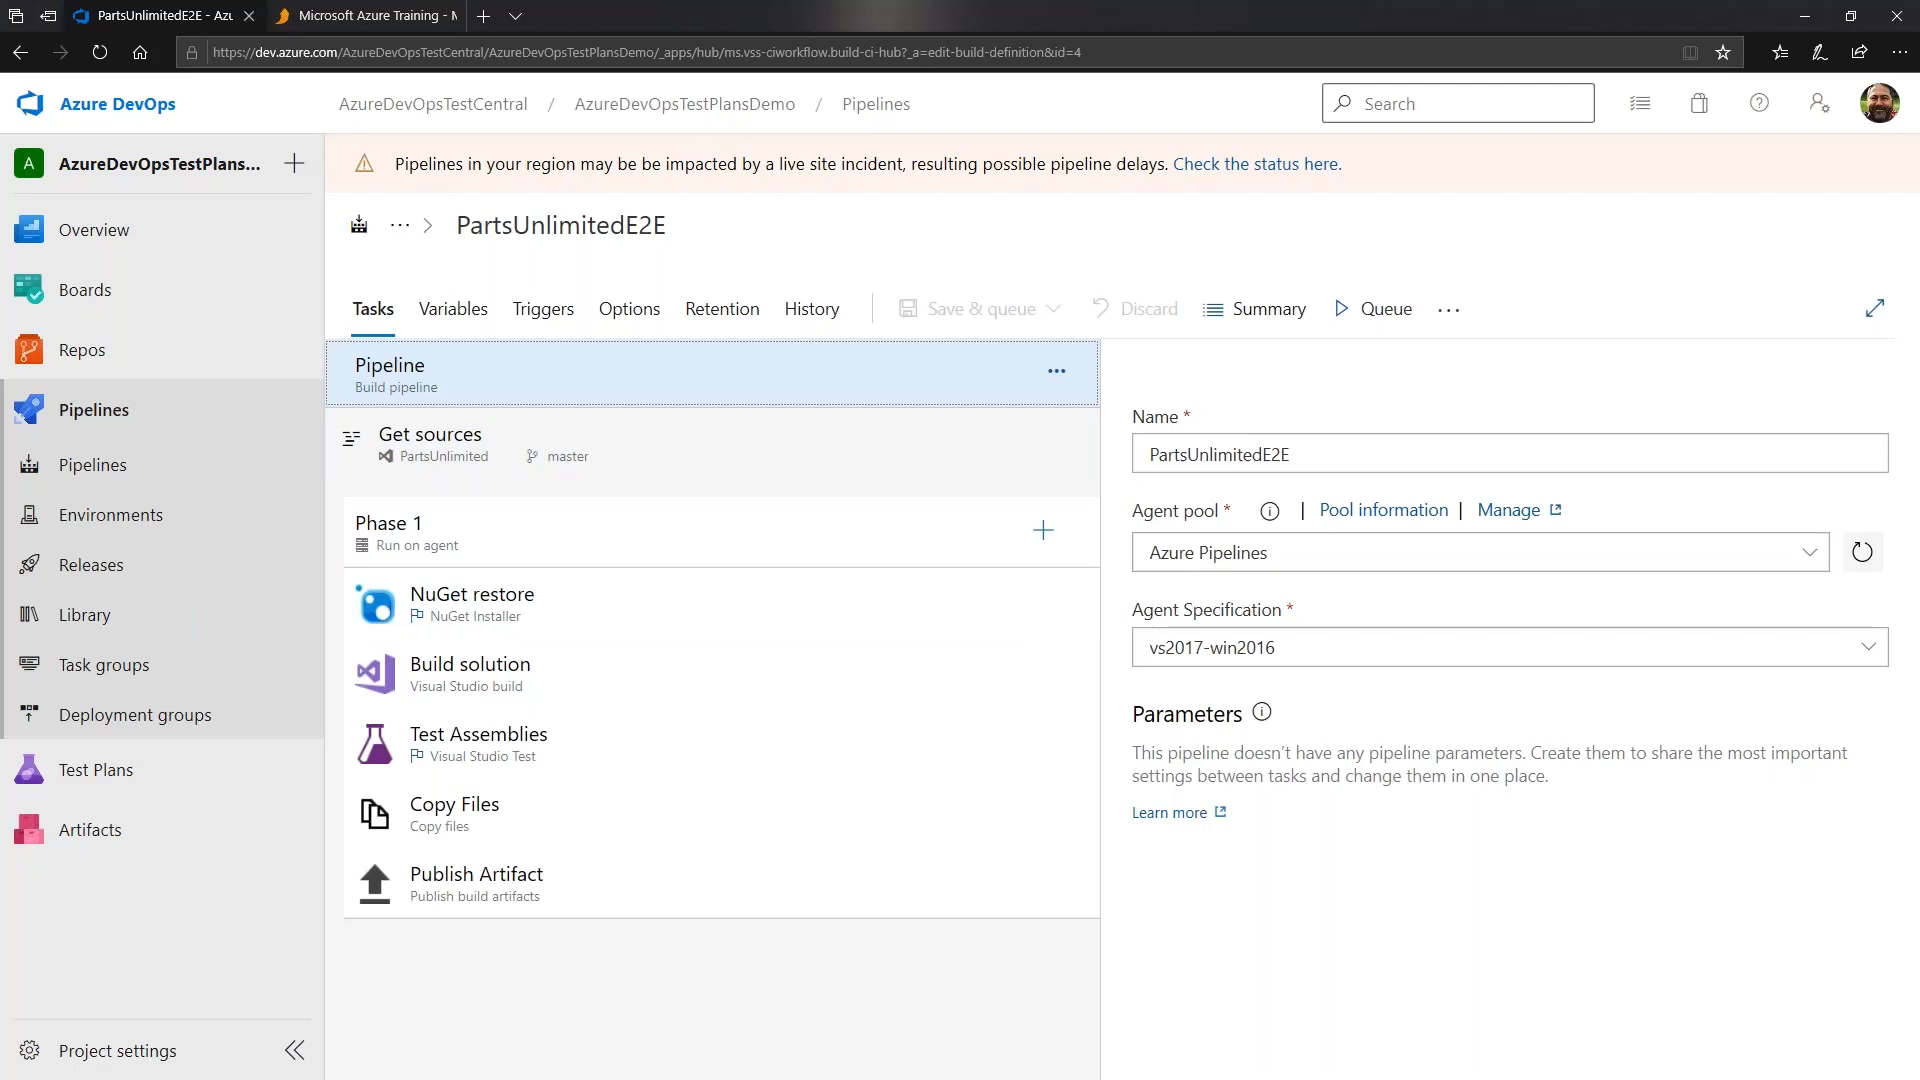 PartsUnlimitedE2E - Azu
Microsoft Azure Training - M
https://dev.azure.com/AzureDevOpsTestCentral/AzureDevOpsTestPlansDemo/_apps/hub/ms.vss-ciworkflow.build-ci-hub?_a=edit-build-definition&id=4
Azure DevOps
AzureDevOpsTestCentral / AzureDevOpsTestPlansDemo / Pipelines
Search
A AzureDevOpsTestPlans...
Pipelines in your region may be be impacted by a live site incident, resulting possible pipeline delays. Check the status here.
Overview
Boards
Repos
Pipelines
Pipelines
Environments
Releases
Library
Task groups
Deployment groups
Test Plans
Artifacts
Project settings
... > PartsUnlimitedE2E
Tasks Variables Triggers Options Retention History Save & queue Discard Summary Queue ...
Pipeline
Build pipeline
Get sources
PartsUnlimited master
Phase 1
Run on agent
NuGet restore
NuGet Installer
Build solution
Visual Studio build
Test Assemblies
Visual Studio Test
Copy Files
Copy files
Publish Artifact
Publish build artifacts
Name *
PartsUnlimitedE2E
Agent pool * | Pool information | Manage
Azure Pipelines
Agent Specification *
vs2017-win2016
Parameters
This pipeline doesn't have any pipeline parameters. Create them to share the most important
settings between tasks and change them in one place.
Learn more